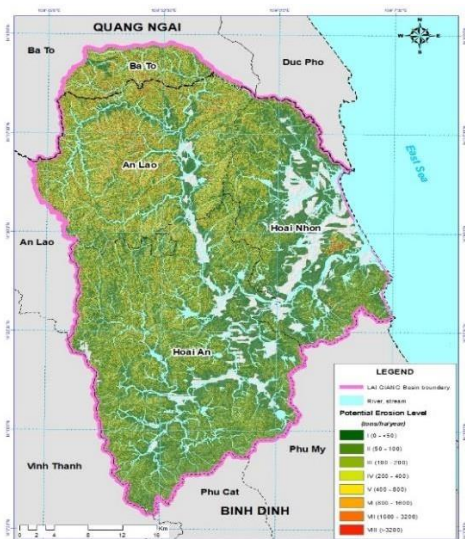 QUANG NGAI
Ba To
Duc Pho
Ba To
N
W
E
S
East Sea
An Lao
Hoai Nhon
An Lao
Hoai An
Vinh Thanh
Phu My
Phu Cat
BINH DINH
0 2 4 8 12 16
Km
LEGEND
LAI GIANG Basin boundary
River, stream
Potential Erosion Level
(tons/ha/year)
I (0 - <50)
II (50 - 100)
III (100 - 200)
IV (200 - 400)
V (400 - 800)
VI (800 - 1600)
VII (1600 - 3200)
VIII (>3200)